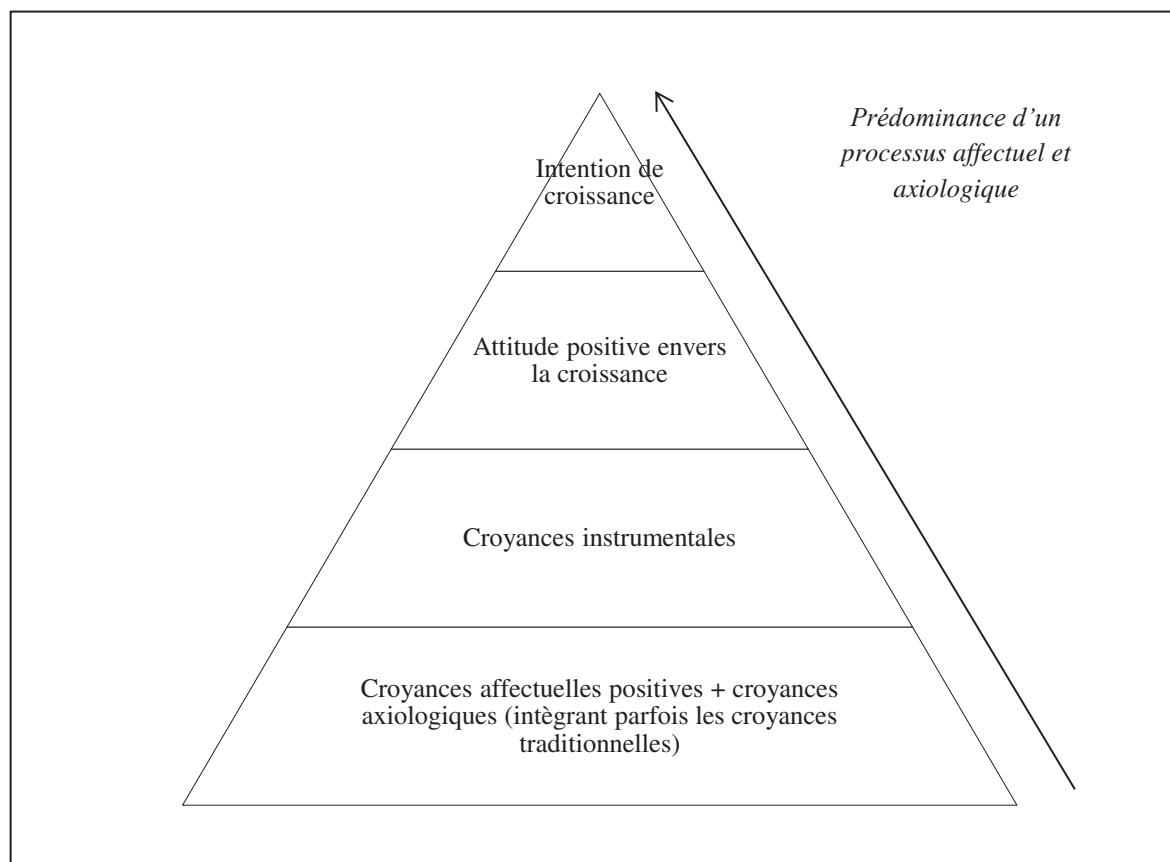 Prédominance d'un
processus affectuel et
axiologique
Intention de
croissance
Attitude positive envers
la croissance
Croyances instrumentales
Croyances affectuelles positives + croyances
axiologiques (intègrant parfois les croyances
traditionnelles)